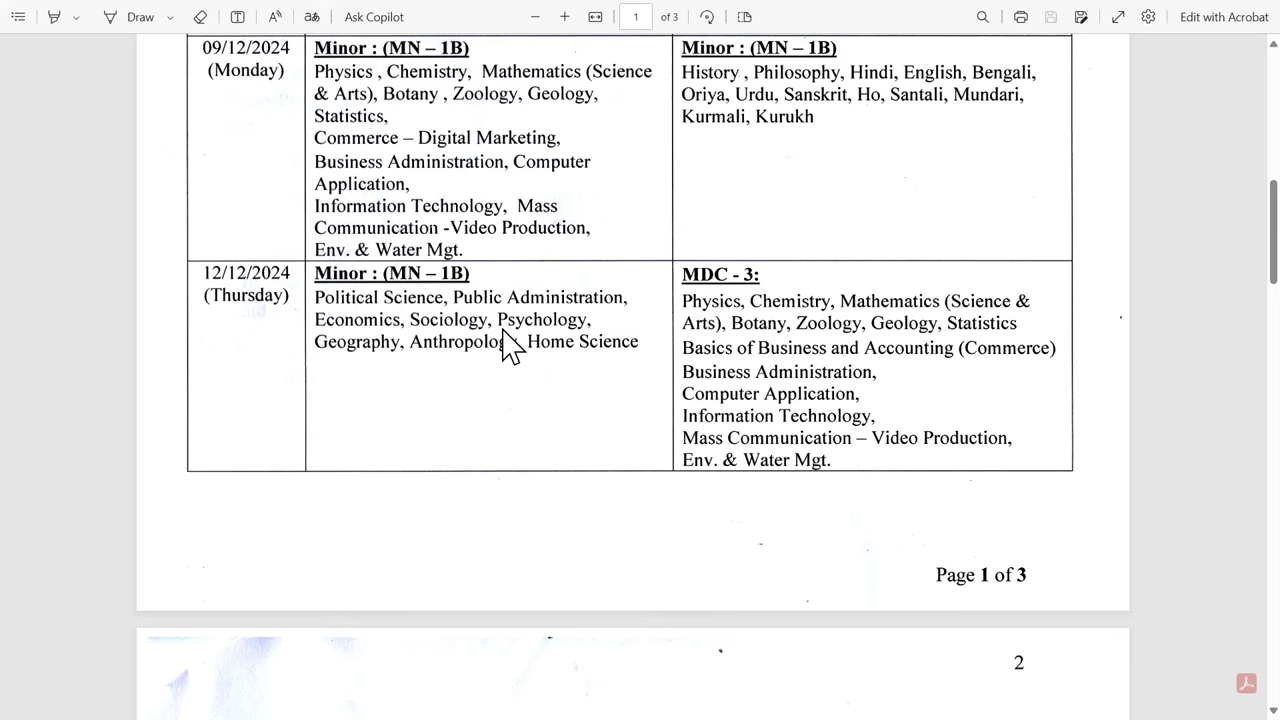 Draw
Ask Copilot
1
of 3
Edit with Acrobat
09/12/2024
(Monday)
Minor : (MN – 1B)
Physics , Chemistry, Mathematics (Science
& Arts), Botany , Zoology, Geology,
Statistics,
Commerce – Digital Marketing,
Business Administration, Computer
Application,
Information Technology, Mass
Communication -Video Production,
Env. & Water Mgt.
Minor : (MN – 1B)
History , Philosophy, Hindi, English, Bengali,
Oriya, Urdu, Sanskrit, Ho, Santali, Mundari,
Kurmali, Kurukh
12/12/2024
(Thursday)
Minor : (MN – 1B)
Political Science, Public Administration,
Economics, Sociology, Psychology,
Geography, Anthropology, Home Science
MDC - 3:
Physics, Chemistry, Mathematics (Science &
Arts), Botany, Zoology, Geology, Statistics
Basics of Business and Accounting (Commerce)
Business Administration,
Computer Application,
Information Technology,
Mass Communication – Video Production,
Env. & Water Mgt.
Page 1 of 3
2